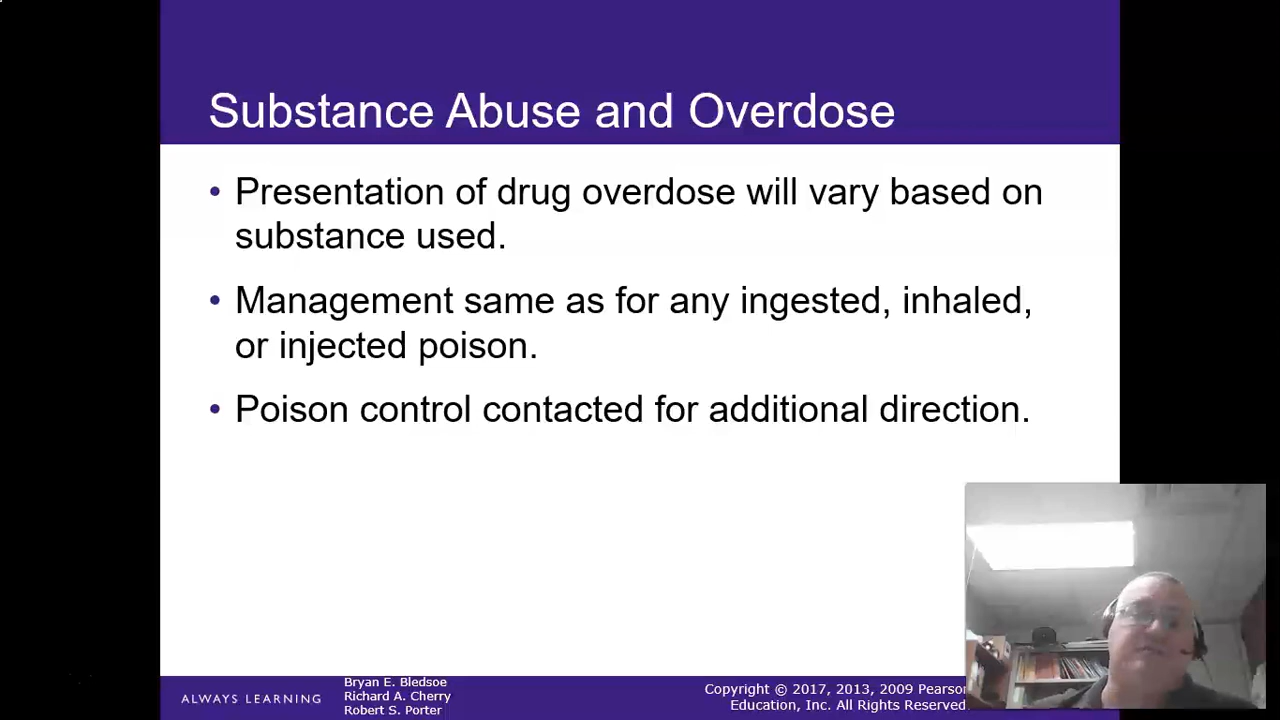 Substance Abuse and Overdose
• Presentation of drug overdose will vary based on
substance used.
• Management same as for any ingested, inhaled,
or injected poison.
• Poison control contacted for additional direction.
ALWAYS LEARNING
Bryan E. Bledsoe
Richard A. Cherry
Robert S. Porter
Copyright © 2017, 2013, 2009 Pearson
Education, Inc. All Rights Reserved.